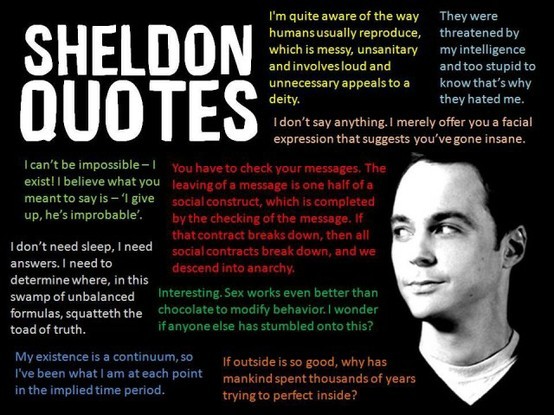 SHELDON
QUOTES
I'm quite aware of the way
humans usually reproduce,
which is messy, unsanitary
and involves loud and
unnecessary appeals to a
deity.
They were
threatened by
my intelligence
and too stupid to
know that's why
they hated me.
I don't say anything. I merely offer you a facial
expression that suggests you've gone insane.
I can't be impossible – I
exist! I believe what you
meant to say is – 'I give
up, he's improbable'.
You have to check your messages. The
leaving of a message is one half of a
social construct, which is completed
by the checking of the message. If
that contract breaks down, then all
social contracts break down, and we
descend into anarchy.
I don't need sleep, I need
answers. I need to
determine where, in this
swamp of unbalanced
formulas, squatteth the
toad of truth.
Interesting. Sex works even better than
chocolate to modify behavior. I wonder
if anyone else has stumbled onto this?
My existence is a continuum, so
I've been what I am at each point
in the implied time period.
If outside is so good, why has
mankind spent thousands of years
trying to perfect inside?